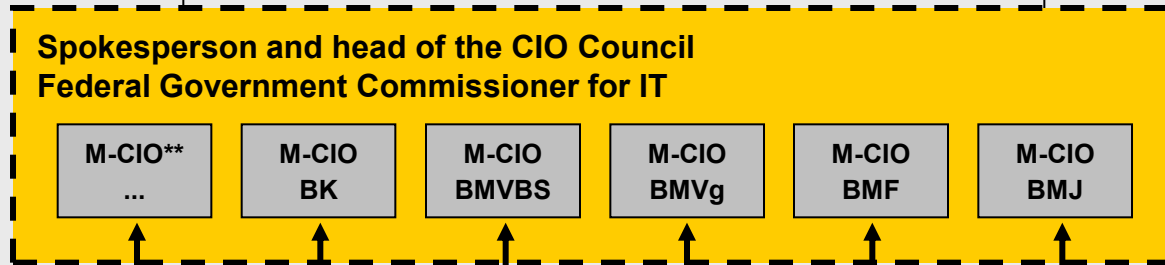 Spokesperson and head of the CIO Council
Federal Government Commissioner for IT
M-CIO** M-CIO M-CIO M-CIO M-CIO M-CIO
... BK BMVBS BMVg BMF BMJ